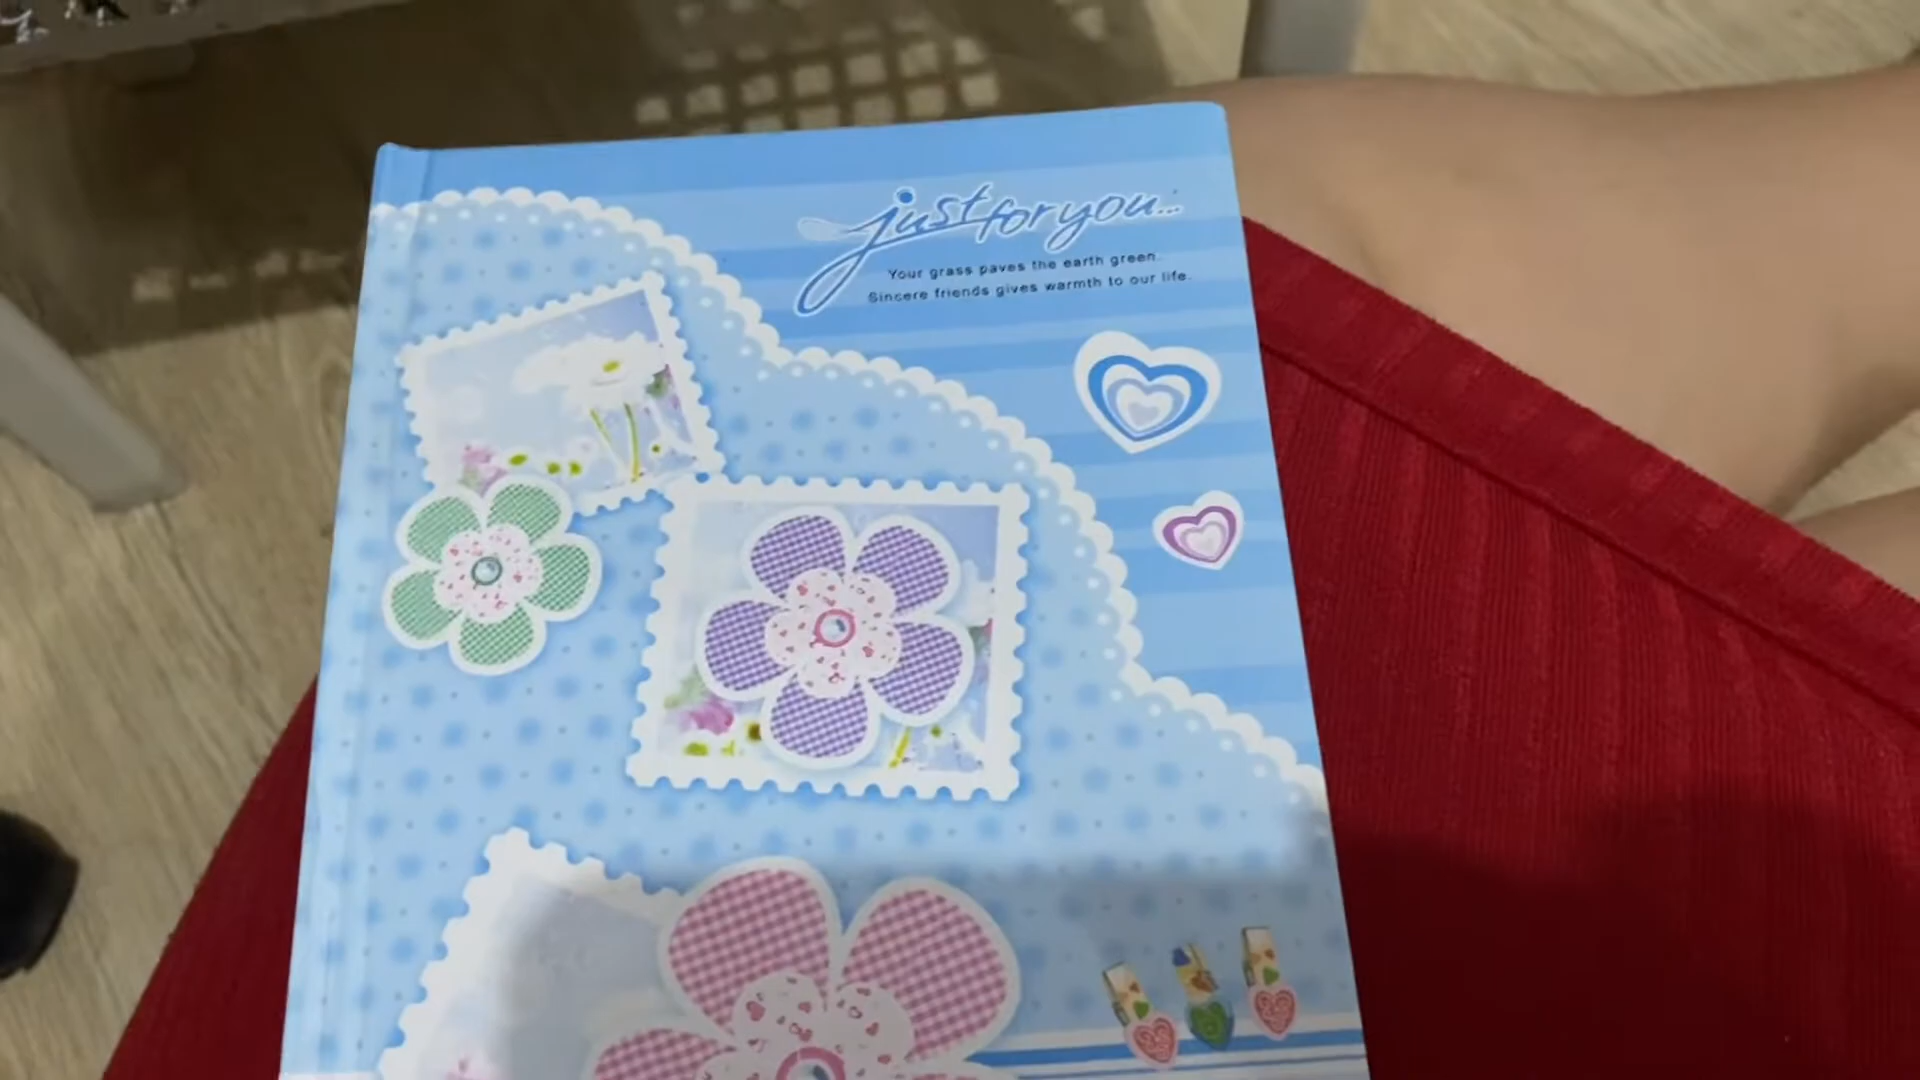 just for you...
Your grass paves the earth green.
Sincere friends gives warmth to our life.